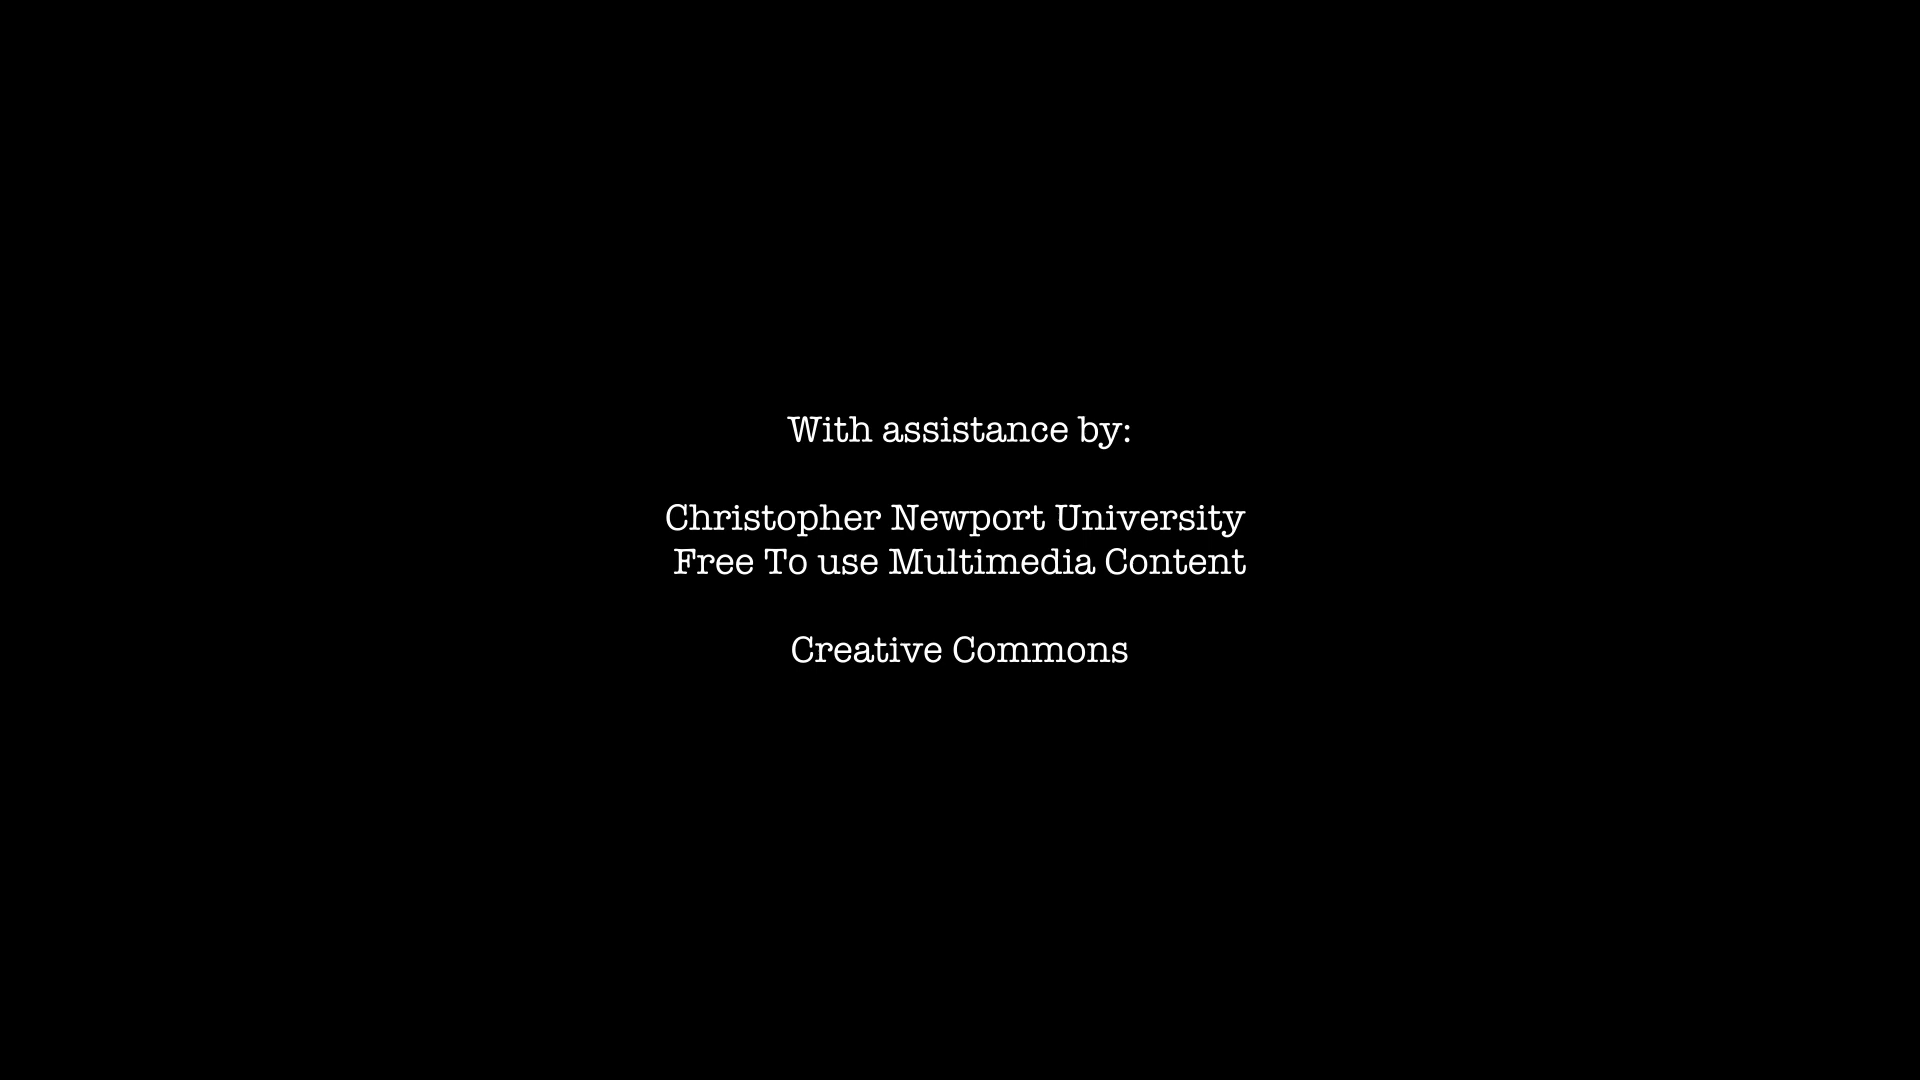 With assistance by:
Christopher Newport University
Free To use Multimedia Content
Creative Commons